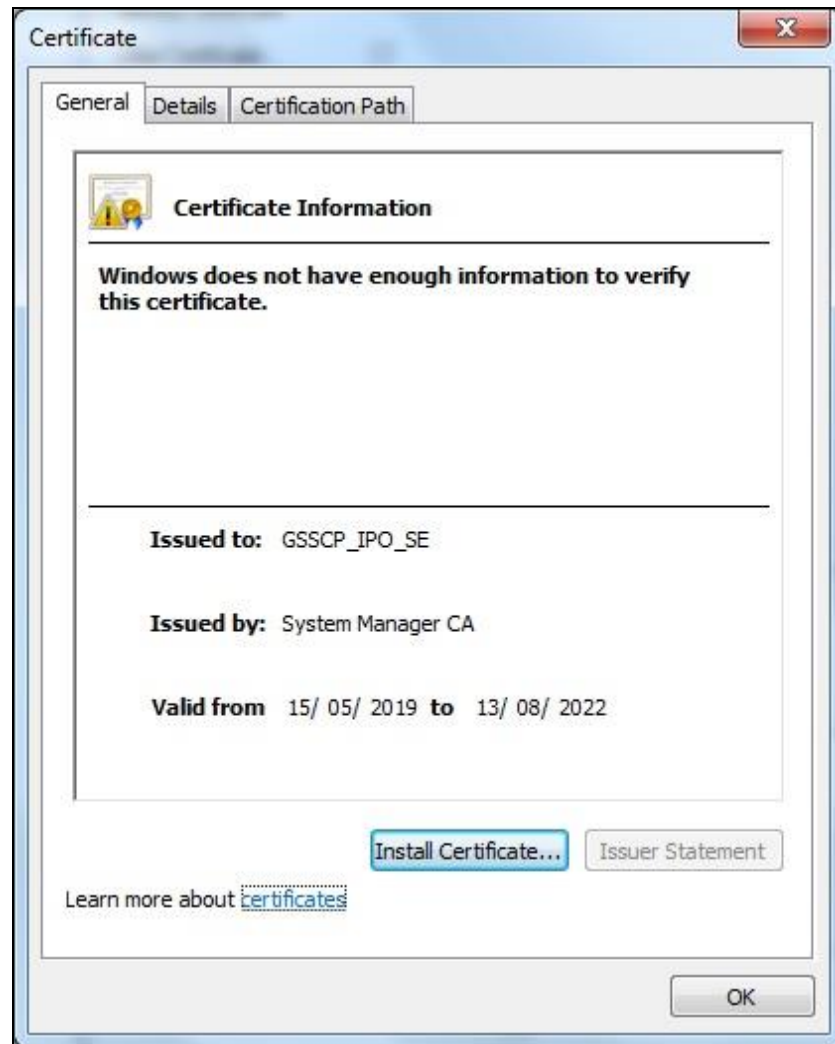 Certificate
General Details Certification Path
Certificate Information
Windows does not have enough information to verify
this certificate.
Issued to: GSSCP_IPO_SE
Issued by: System Manager CA
Valid from 15/ 05/ 2019 to 13/ 08/ 2022
Install Certificate... Issuer Statement
Learn more about certificates
OK